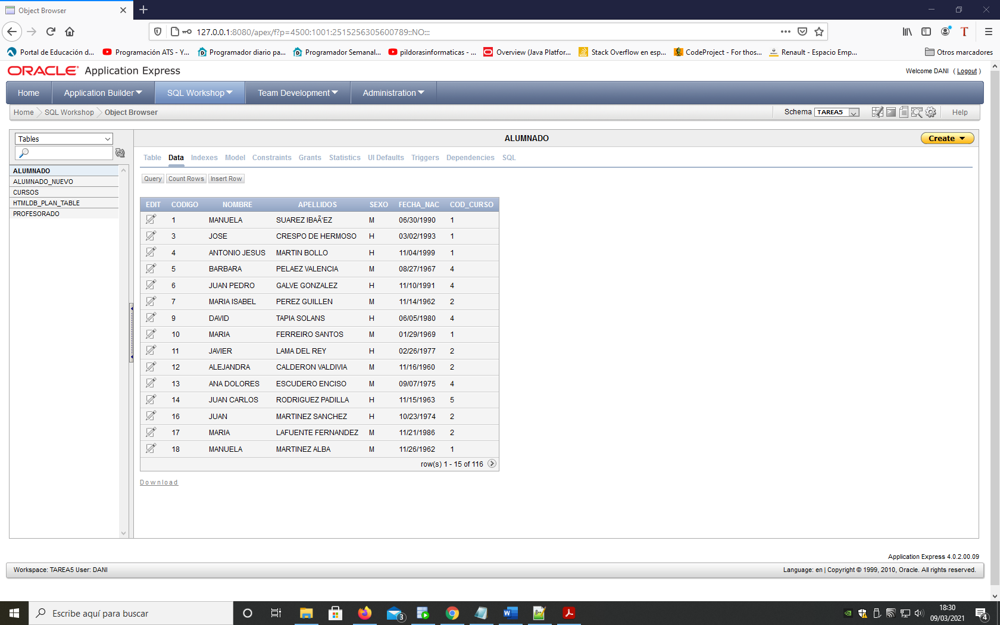 Object Browser
127.0.0.1:8080/apex/f?p=4500:1001:2515256305600789::NO:::
Portal de Educación d... Programación ATS - Y... Programador diario pa... Programador Semanal... pildorasinformaticas - ... Overview (Java Platfor... Stack Overflow en esp... CodeProject - For thos... Renault - Espacio Emp... Otros marcadores
ORACLE Application Express
Welcome DANI ( Logout )
Home Application Builder SQL Workshop Team Development Administration
Home SQL Workshop Object Browser Schema TAREA5 Help
Tables
ALUMNADO
ALUMNADO_NUEVO
CURSOS
HTMLDB_PLAN_TABLE
PROFESORADO
ALUMNADO
Create
Table Data Indexes Model Constraints Grants Statistics UI Defaults Triggers Dependencies SQL
Query Count Rows Insert Row
EDIT CODIGO NOMBRE APELLIDOS SEXO FECHA_NAC COD_CURSO
1 MANUELA SUAREZ IBAÃ‘EZ M 06/30/1990 1
3 JOSE CRESPO DE HERMOSO H 03/02/1993 1
4 ANTONIO JESUS MARTIN BOLLO H 11/04/1999 1
5 BARBARA PELAEZ VALENCIA M 08/27/1967 4
6 JUAN PEDRO GALVE GONZALEZ H 11/10/1991 4
7 MARIA ISABEL PEREZ GUILLEN M 11/14/1962 2
9 DAVID TAPIA SOLANS H 06/05/1980 4
10 MARIA FERREIRO SANTOS M 01/29/1969 1
11 JAVIER LAMA DEL REY H 02/26/1977 2
12 ALEJANDRA CALDERON VALDIVIA M 11/16/1960 2
13 ANA DOLORES ESCUDERO ENCISO M 09/07/1975 4
14 JUAN CARLOS RODRIGUEZ PADILLA H 11/15/1963 5
16 JUAN MARTINEZ SANCHEZ H 10/23/1974 2
17 MARIA LAFUENTE FERNANDEZ M 11/21/1986 2
18 MANUELA MARTINEZ ALBA M 11/26/1962 1
row(s) 1 - 15 of 116
Download
Application Express 4.0.2.00.09
Workspace: TAREA5 User: DANI
Language: en | Copyright © 1999, 2010, Oracle. All rights reserved.
Escribe aquí para buscar
3
18:30
09/03/2021
4